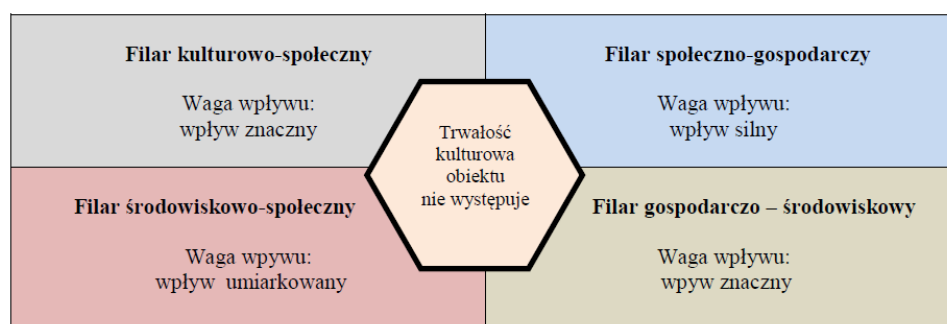 Filar kulturowo-społeczny
Waga wpływu:
wpływ znaczny
Filar społeczno-gospodarczy
Waga wpływu:
wpływ silny
Trwałość
kulturowa
obiektu
nie występuje
Filar środowiskowo-społeczny
Waga wpywu:
wpływ umiarkowany
Filar gospodarczo – środowiskowy
Waga wpływu:
wpyw znaczny